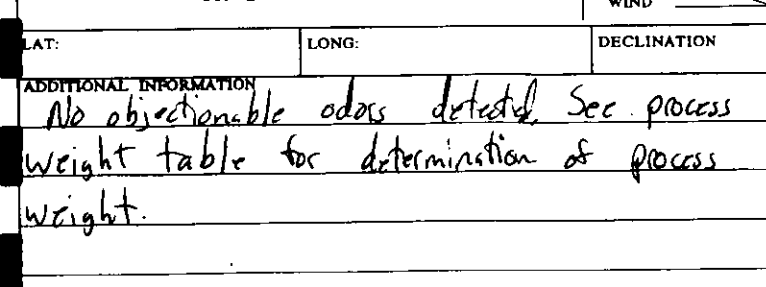 WIND
LAT: LONG: DECLINATION
ADDITIONAL INFORMATION
No objectionable odors detected. See process
weight table for determination of process
weight.